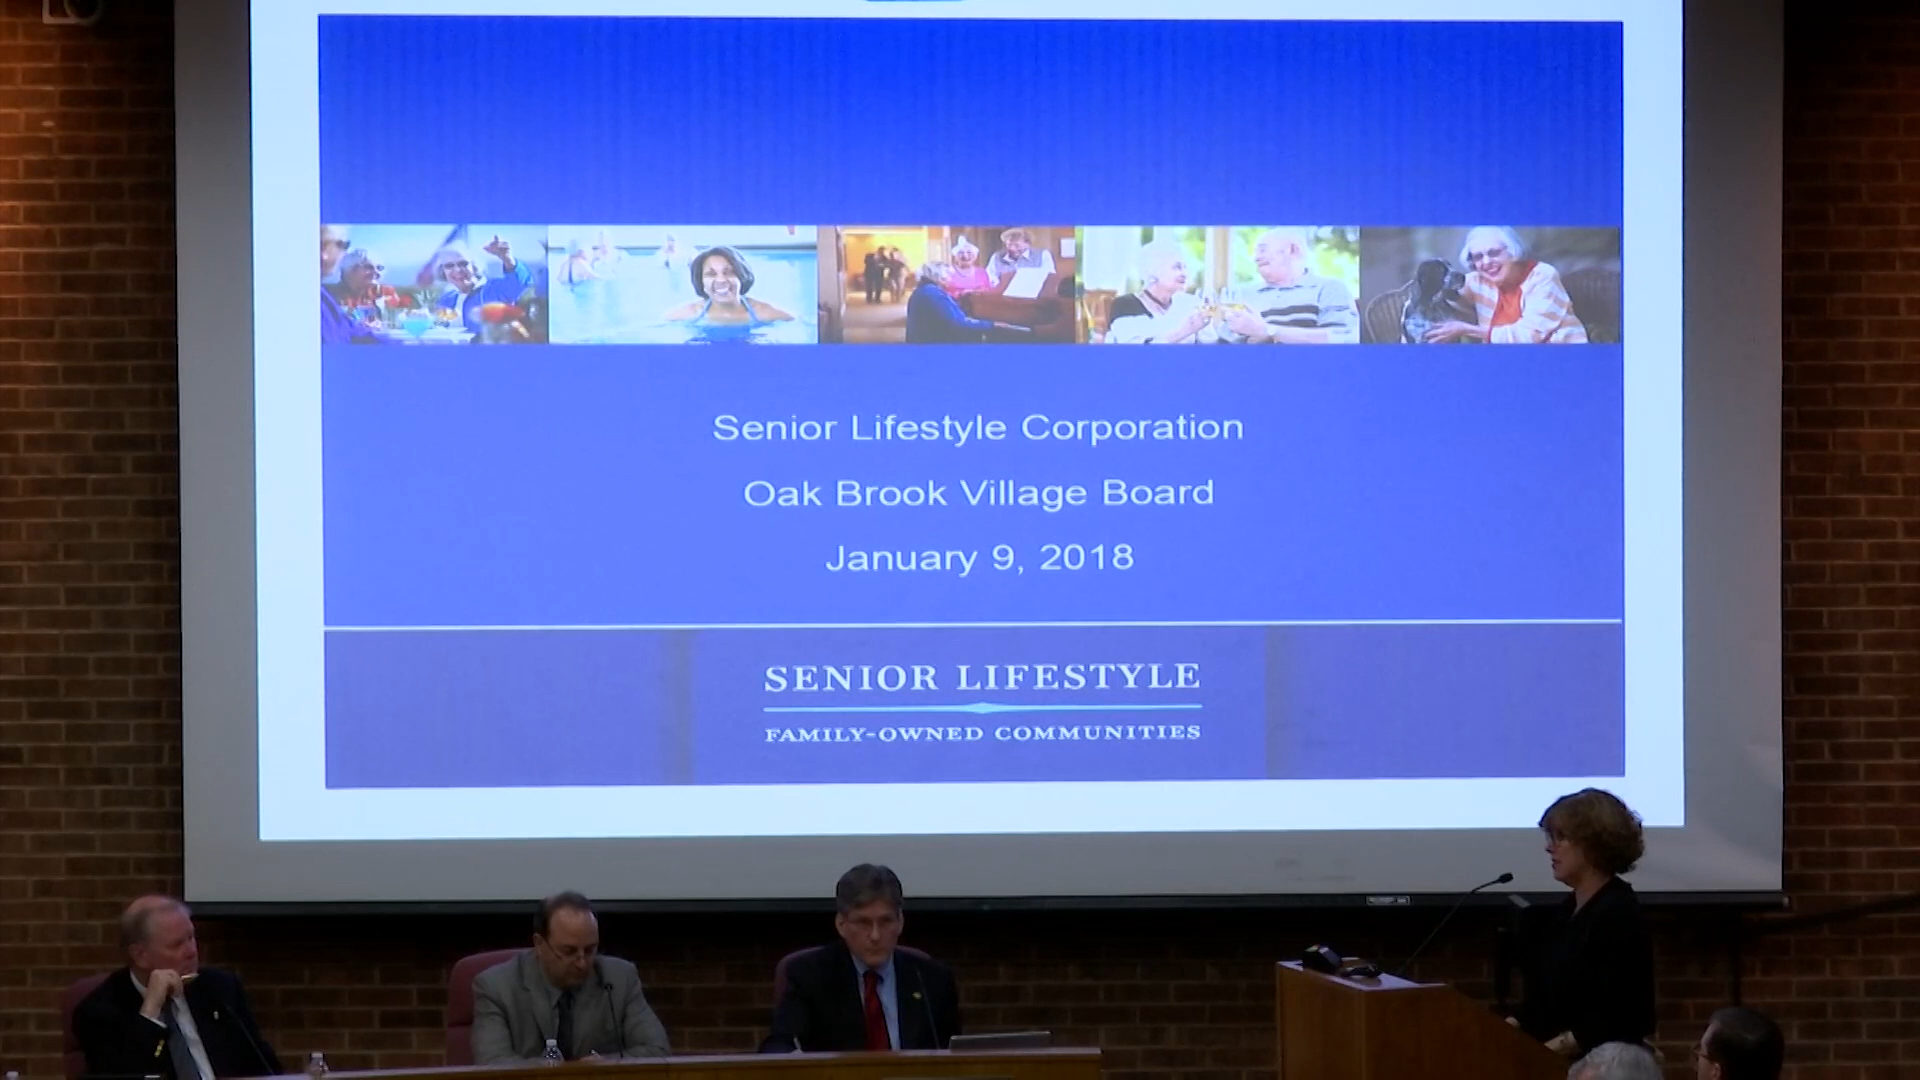 Senior Lifestyle Corporation
Oak Brook Village Board
January 9, 2018
SENIOR LIFESTYLE
FAMILY-OWNED COMMUNITIES